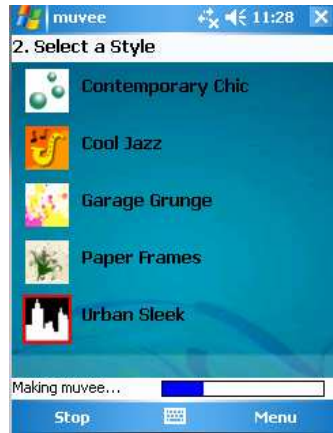 muvee 11:28
2. Select a Style
Contemporary Chic
Cool Jazz
Garage Grunge
Paper Frames
Urban Sleek
Making muvee...
Stop Menu